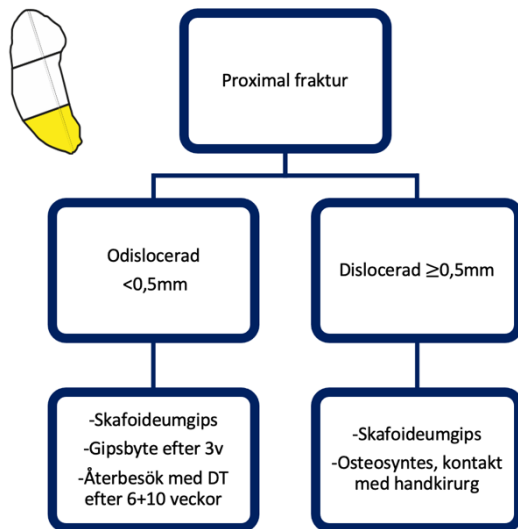 Proximal fraktur
Odislocerad
<0,5mm
Dislocerad ≥0,5mm
-Skafoideumgips
-Gipsbyte efter 3v
-Återbesök med DT
efter 6+10 veckor
-Skafoideumgips
-Osteosyntes, kontakt
med handkirurg